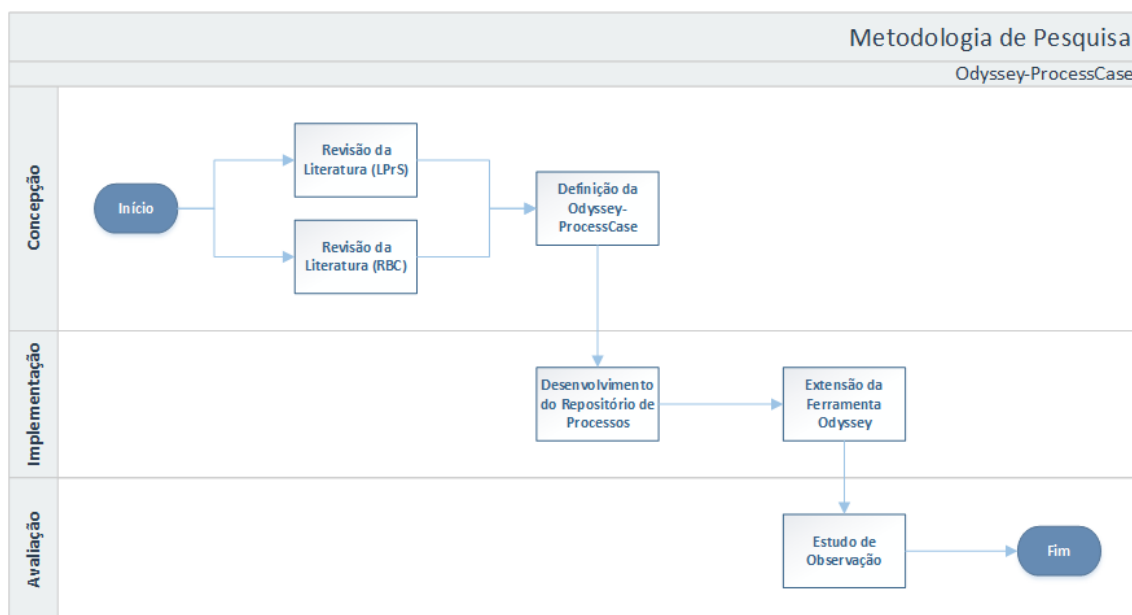 Metodologia de Pesquisa
Odyssey-ProcessCase
Concepção
Início
Revisão da
Literatura (LPrS)
Revisão da
Literatura (RBC)
Definição da
Odyssey-
ProcessCase
Implementação
Desenvolvimento
do Repositório de
Processos
Extensão da
Ferramenta
Odyssey
Avaliação
Estudo de
Observação
Fim